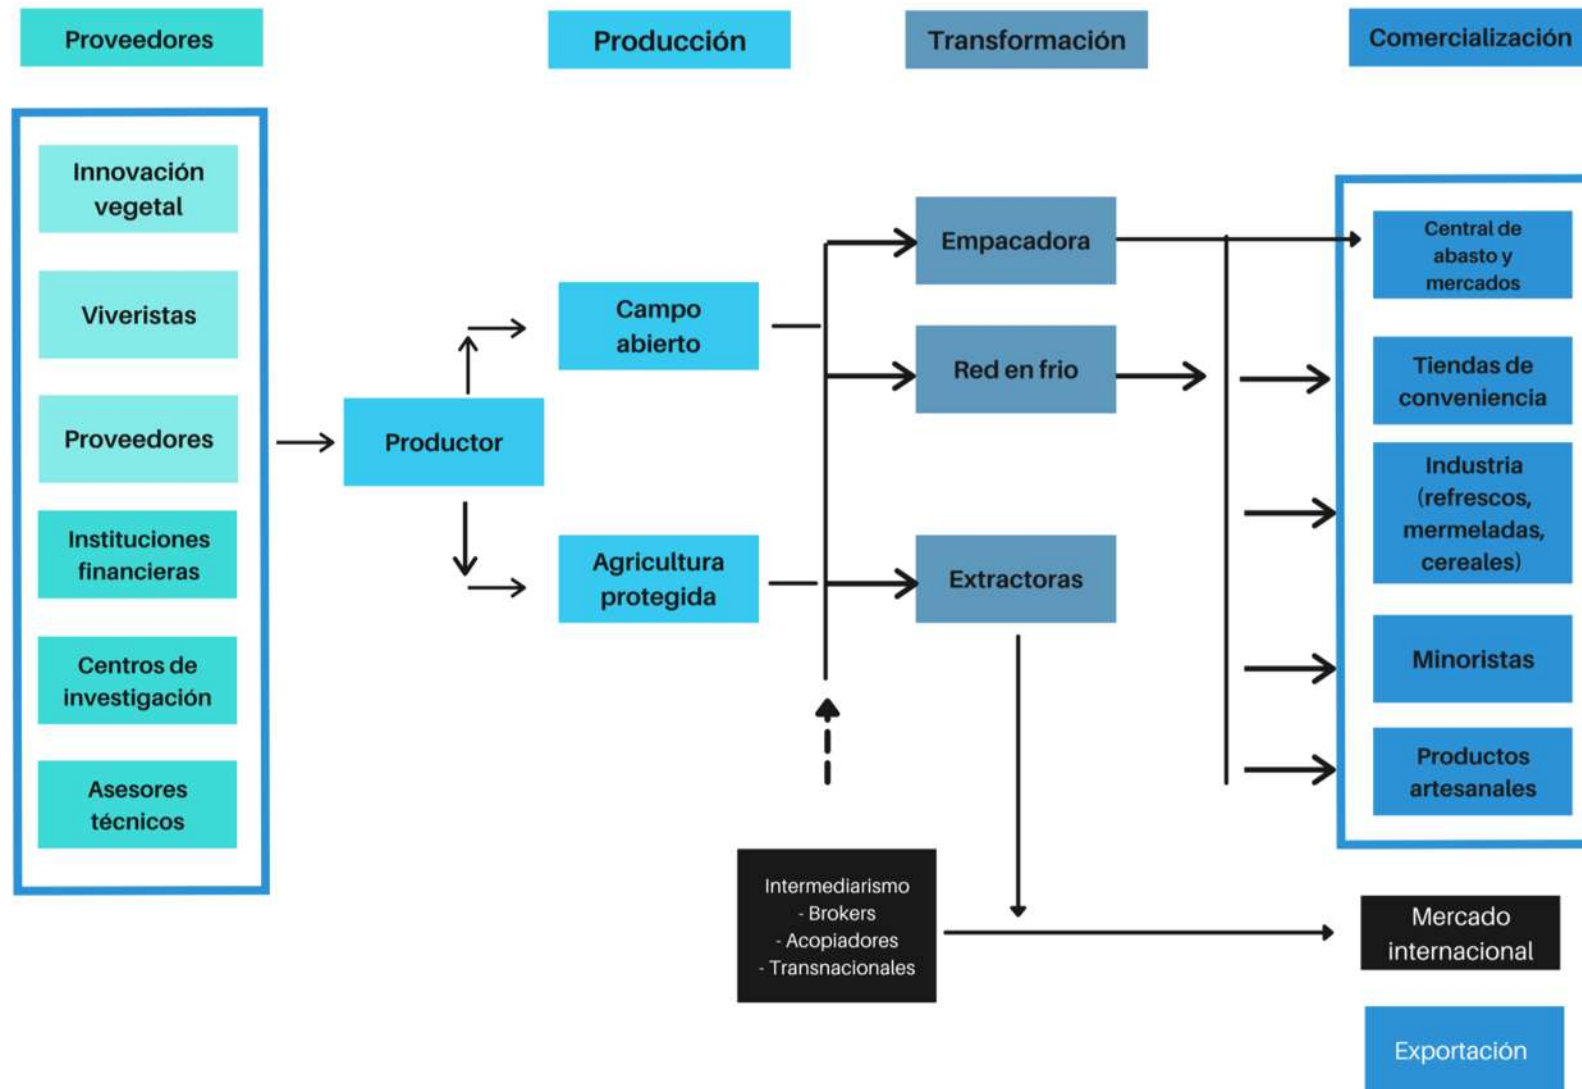 Proveedores
Producción
Transformación
Comercialización
Innovación
vegetal
Viveristas
Proveedores
Instituciones
financieras
Centros de
investigación
Asesores
técnicos
Productor
Campo
abierto
Agricultura
protegida
Empacadora
Red en frio
Extractoras
Intermediarismo
- Brokers
- Acopiadores
- Transnacionales
Central de
abasto y
mercados
Tiendas de
conveniencia
Industria
(refrescos,
mermeladas,
cereales)
Minoristas
Productos
artesanales
Mercado
internacional
Exportación